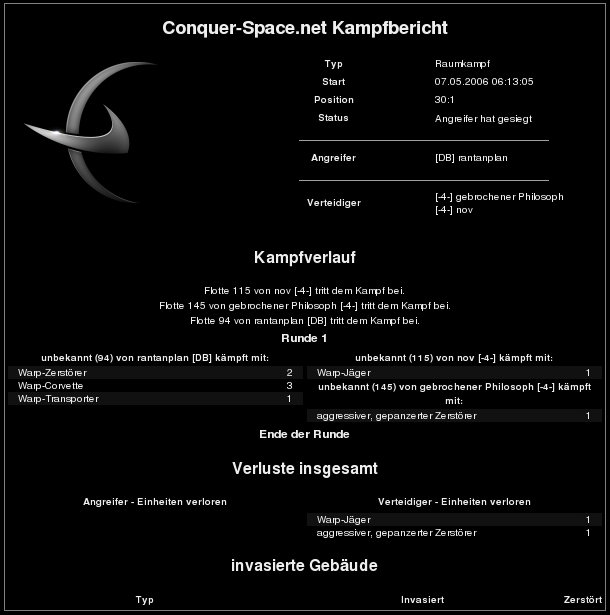 Conquer-Space.net Kampfbericht
Typ Raumkampf
Start 07.05.2006 06:13:05
Position 30:1
Status Angreifer hat gesiegt
Angreifer [DB] rantanplan
Verteidiger [-4-] gebrochener Philosoph
[-4-] nov
Kampfverlauf
Flotte 115 von nov [-4-] tritt dem Kampf bei.
Flotte 145 von gebrochener Philosoph [-4-] tritt dem Kampf bei.
Flotte 94 von rantanplan [DB] tritt dem Kampf bei.
Runde 1
unbekannt (94) von rantanplan [DB] kämpft mit:
Warp-Zerstörer 2
Warp-Corvette 3
Warp-Transporter 1
unbekannt (115) von nov [-4-] kämpft mit:
Warp-Jäger 1
unbekannt (145) von gebrochener Philosoph [-4-] kämpft
mit:
aggressiver, gepanzerter Zerstörer 1
Ende der Runde
Verluste insgesamt
Angreifer - Einheiten verloren
Verteidiger - Einheiten verloren
Warp-Jäger 1
aggressiver, gepanzerter Zerstörer 1
invasierte Gebäude
Typ Invasiert Zerstört